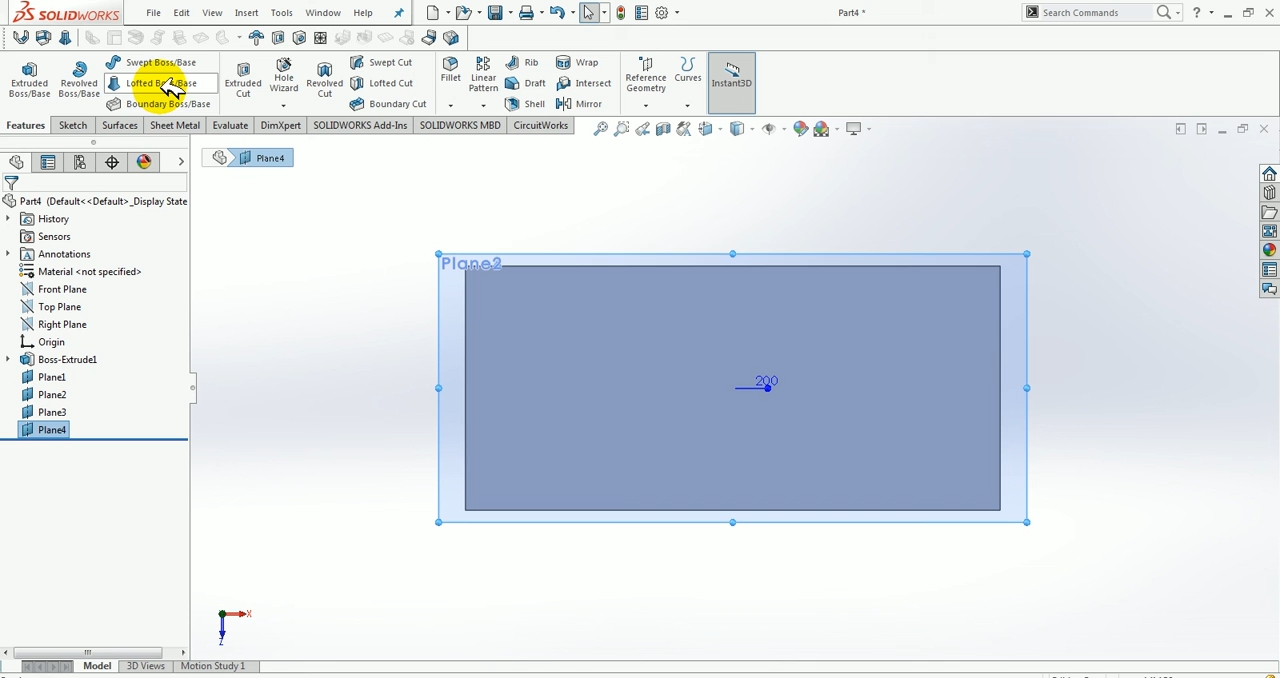 SOLIDWORKS File Edit View Insert Tools Window Help Part4 * Search Commands
Swept Boss/Base Swept Cut Rib Wrap
Extruded Boss/Base Revolved Boss/Base Lofted Boss/Base Extruded Cut Hole Wizard Revolved Cut Lofted Cut Fillet Linear Pattern Draft Intersect Reference Geometry Curves Instant3D
Boundary Boss/Base Boundary Cut Shell Mirror
Features Sketch Surfaces Sheet Metal Evaluate DimXpert SOLIDWORKS Add-Ins SOLIDWORKS MBD CircuitWorks
Plane4
Part4 (Default<<Default>_Display State
History
Sensors
Annotations
Material <not specified>
Front Plane
Top Plane
Right Plane
Origin
Boss-Extrude1
Plane1
Plane2
Plane3
Plane4
Plane2
200
X
Z
Model 3D Views Motion Study 1